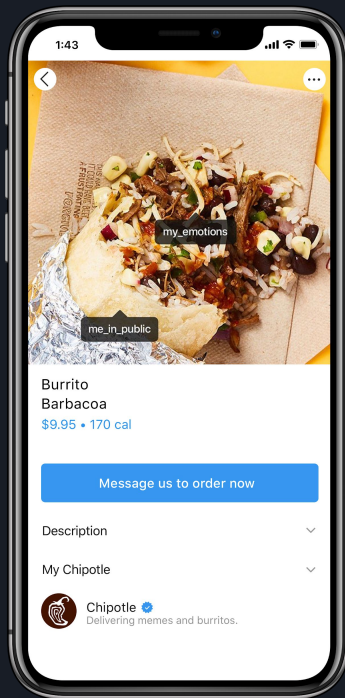 1:43
my_emotions
me_in_public
Burrito
Barbacoa
$9.95 • 170 cal
Message us to order now
Description
My Chipotle
Chipotle
Delivering memes and burritos.